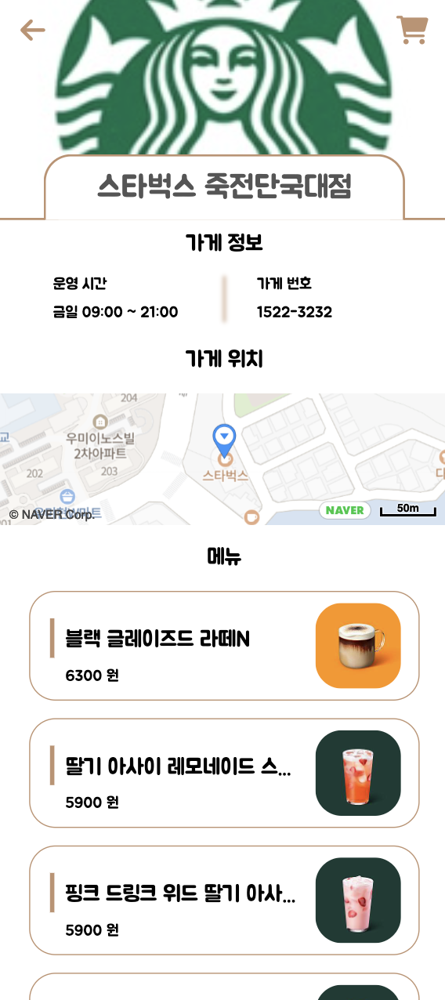 스타벅스 죽전단국대점
가게 정보
운영 시간
가게 번호
금일 09:00 ~ 21:00
1522-3232
가게 위치
204
교
우미이노스빌
2차아파트
202
203
스타벅스
다
201
© NAVER Corp.
NAVER
50m
메뉴
블랙 글레이즈드 라떼N
6300 원
딸기 아사이 레모네이드 스...
5900 원
핑크 드링크 위드 딸기 아사...
5900 원